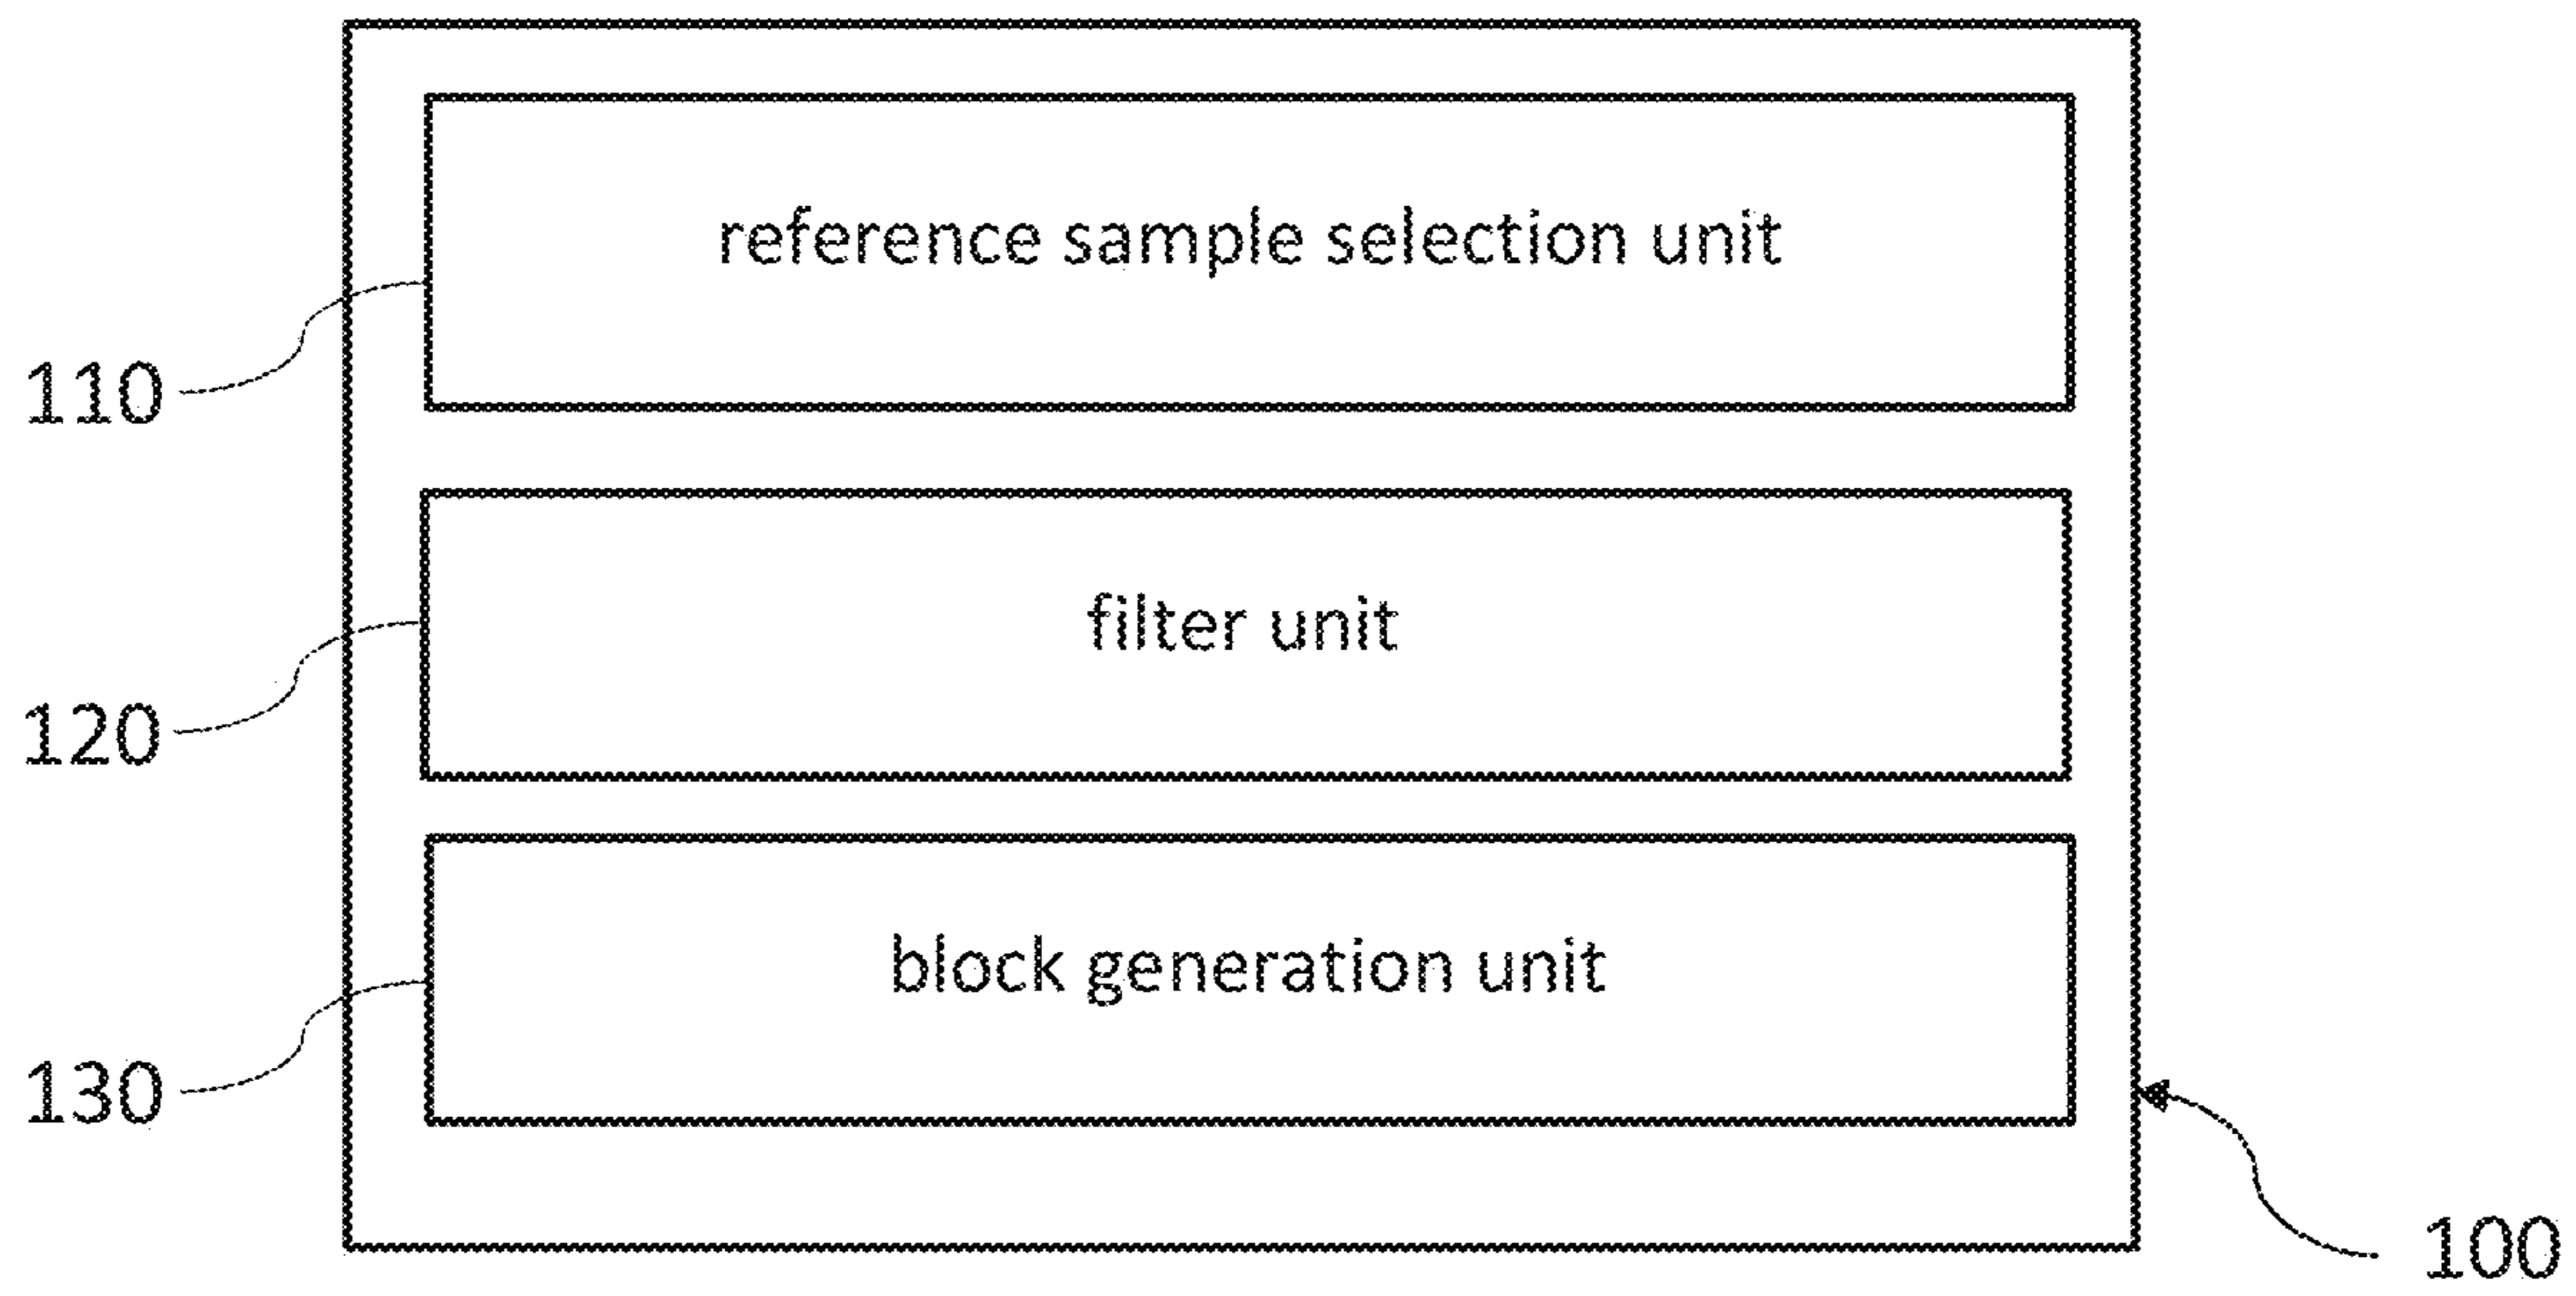 reference sample selection unit
110
filter unit
120
block generation unit
130
100